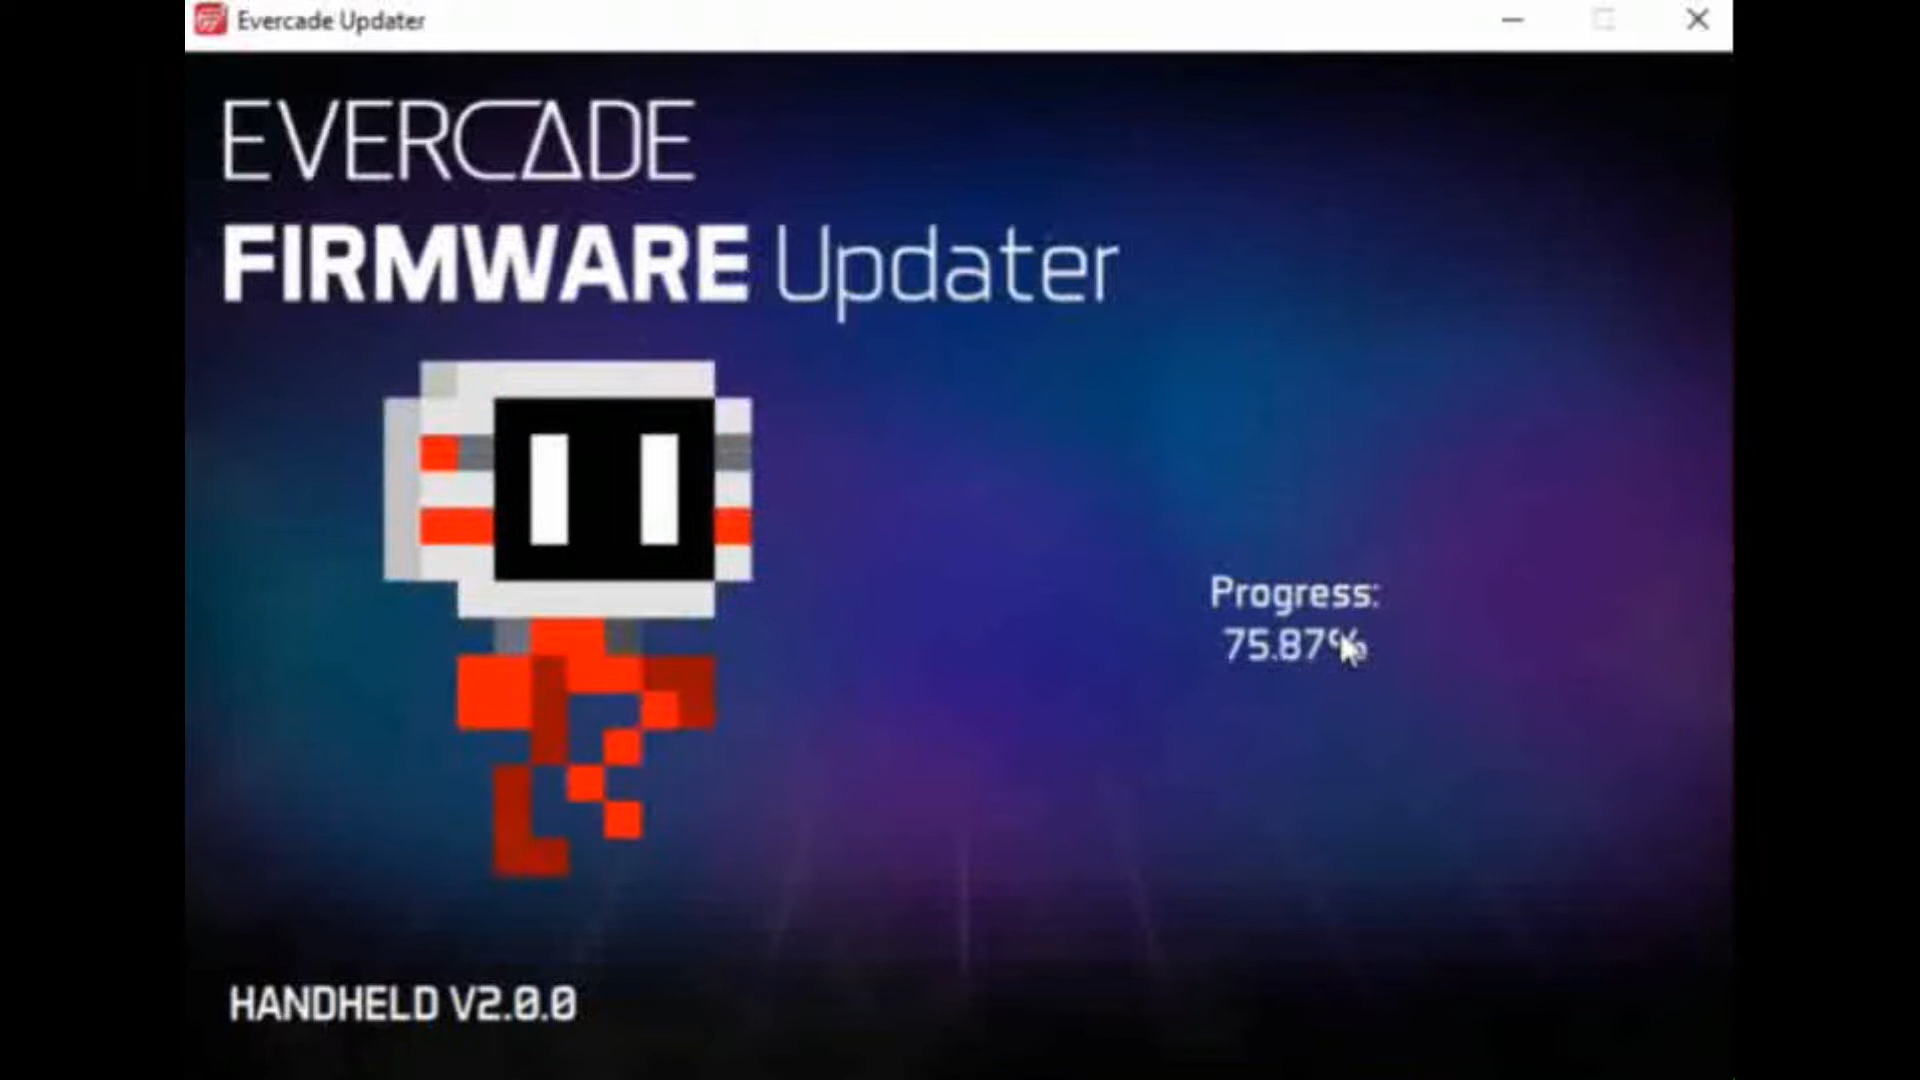 Evercade Updater
EVERCADE
FIRMWARE Updater
Progress:
75.87%
HANDHELD V2.0.0